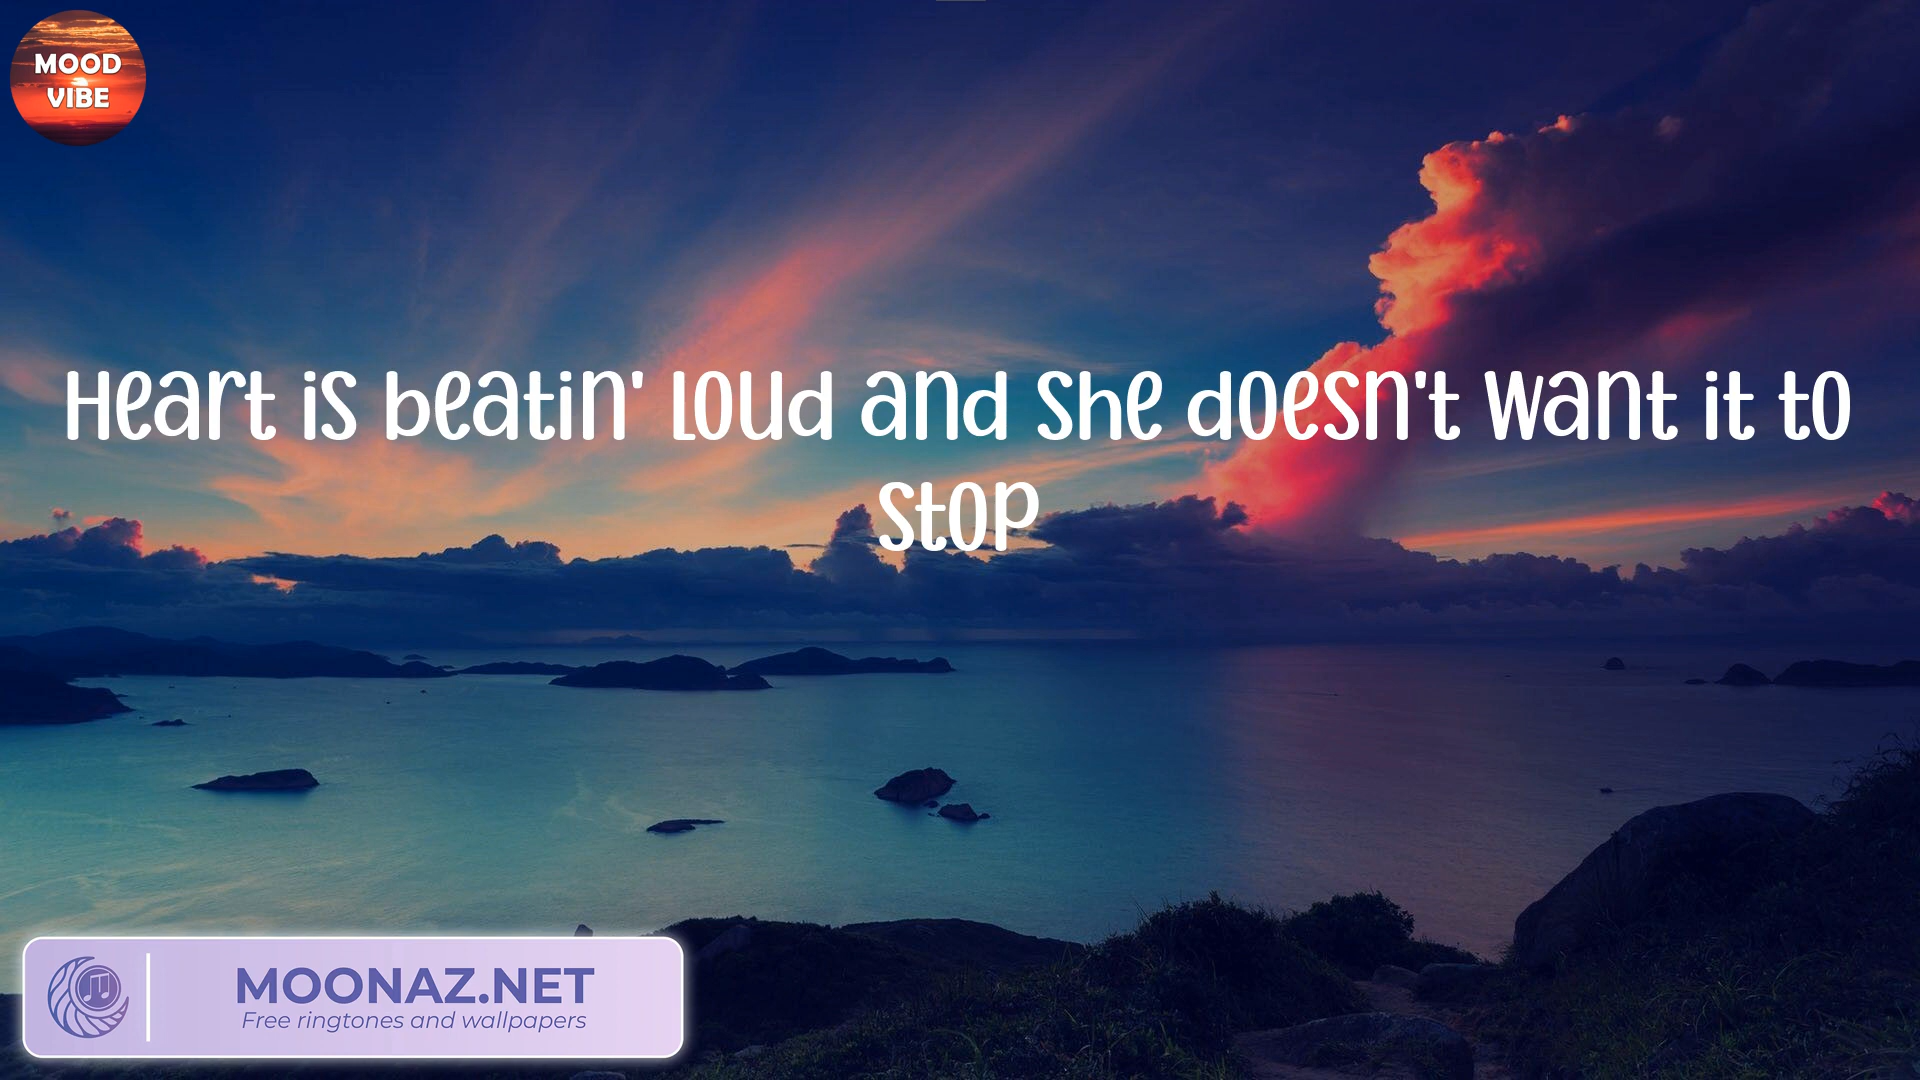 MOOD
VIBE
Heart is beatin' loud and she doesn't want it to
stop
MOONAZ.NET
Free ringtones and wallpapers